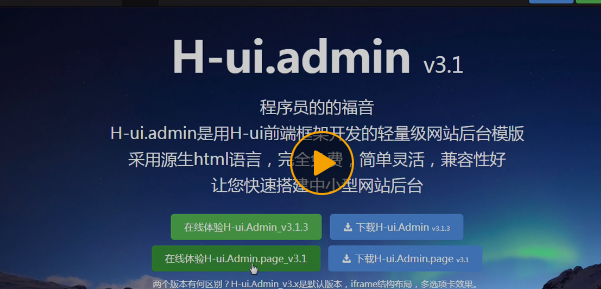 H-ui.admin v3.1
程序员的的福音
H-ui.admin是用H-ui前端框架开发的轻量级网站后台模版
采用源生html语言，完全免费，简单灵活，兼容性好
让您快速搭建中小型网站后台
在线体验H-ui.Admin_v3.1.3 下载H-ui.Admin v3.1.3
在线体验H-ui.Admin.page_v3.1 下载H-ui.Admin.page v3.1
两个版本有何区别？H-ui.Admin_v3.x是默认版本，iframe结构布局，多选项卡效果。